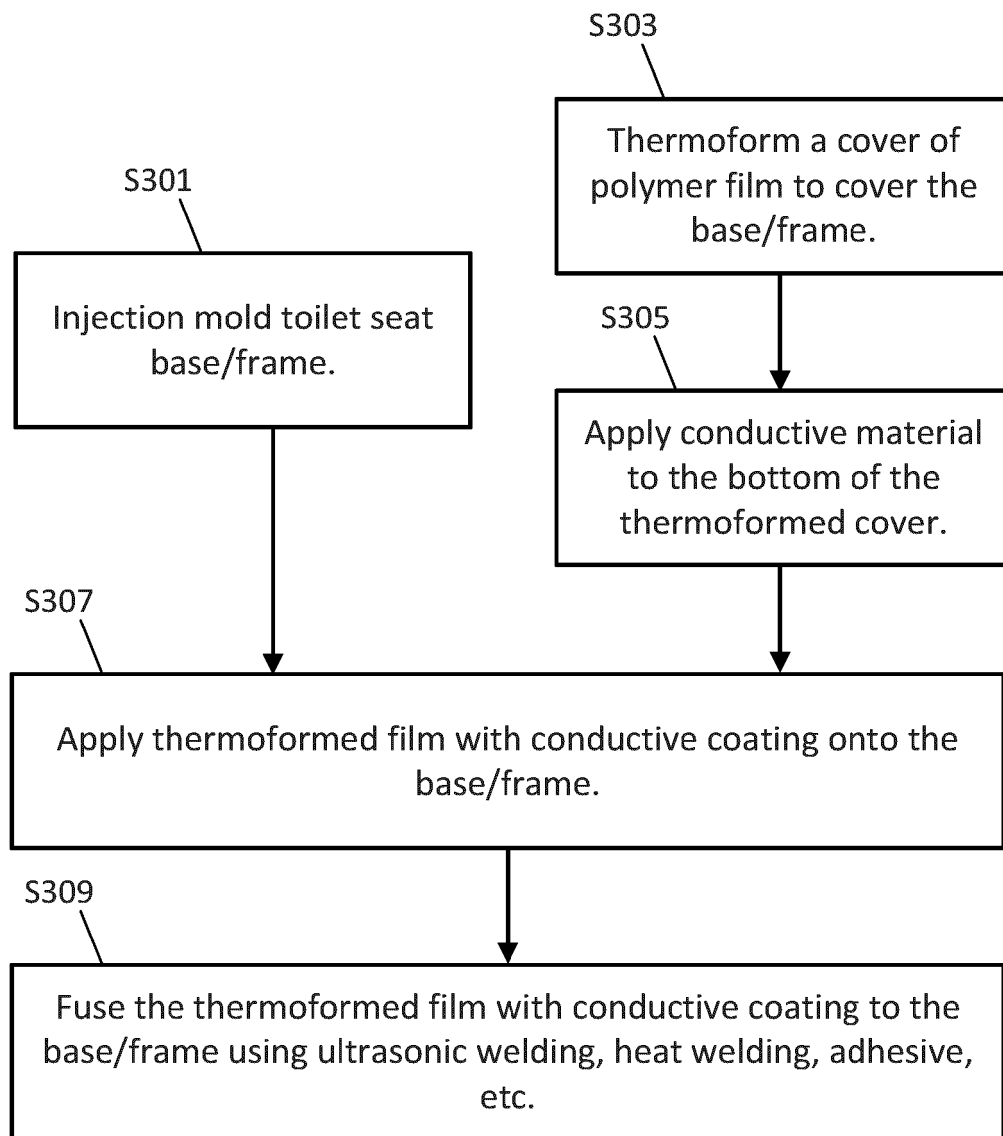 S303
Thermoform a cover of
polymer film to cover the
base/frame.
S301
Injection mold toilet seat
base/frame.
S305
Apply conductive material
to the bottom of the
thermoformed cover.
S307
Apply thermoformed film with conductive coating onto the
base/frame.
S309
Fuse the thermoformed film with conductive coating to the
base/frame using ultrasonic welding, heat welding, adhesive,
etc.